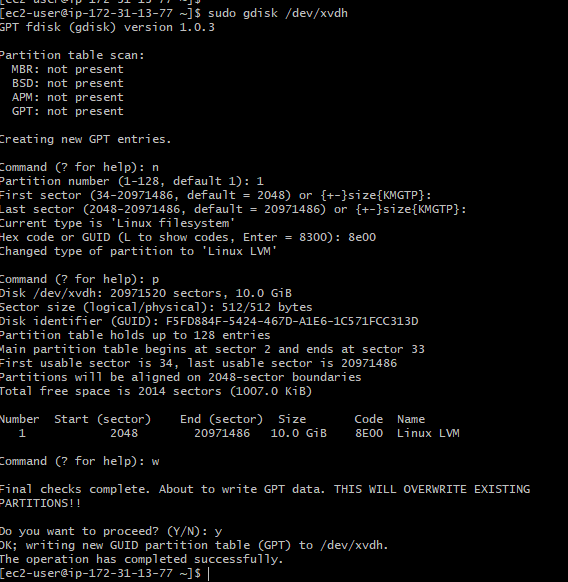 [ec2-user@ip-172-31-13-77 ~]$
[ec2-user@ip-172-31-13-77 ~]$ sudo gdisk /dev/xvdh
GPT fdisk (gdisk) version 1.0.3
Partition table scan:
MBR: not present
BSD: not present
APM: not present
GPT: not present
Creating new GPT entries.
Command (? for help): n
Partition number (1-128, default 1): 1
First sector (34-20971486, default = 2048) or {+-}size{KMGTP}:
Last sector (2048-20971486, default = 20971486) or {+-}size{KMGTP}:
Current type is 'Linux filesystem'
Hex code or GUID (L to show codes, Enter = 8300): 8e00
Changed type of partition to 'Linux LVM'
Command (? for help): p
Disk /dev/xvdh: 20971520 sectors, 10.0 GiB
Sector size (logical/physical): 512/512 bytes
Disk identifier (GUID): F5FD884F-5424-467D-A1E6-1C571FCC313D
Partition table holds up to 128 entries
Main partition table begins at sector 2 and ends at sector 33
First usable sector is 34, last usable sector is 20971486
Partitions will be aligned on 2048-sector boundaries
Total free space is 2014 sectors (1007.0 KiB)
Number  Start (sector)    End (sector)  Size       Code  Name
1            2048        20971486   10.0 GiB    8E00  Linux LVM
Command (? for help): w
Final checks complete. About to write GPT data. THIS WILL OVERWRITE EXISTING
PARTITIONS!!
Do you want to proceed? (Y/N): y
OK; writing new GUID partition table (GPT) to /dev/xvdh.
The operation has completed successfully.
[ec2-user@ip-172-31-13-77 ~]$